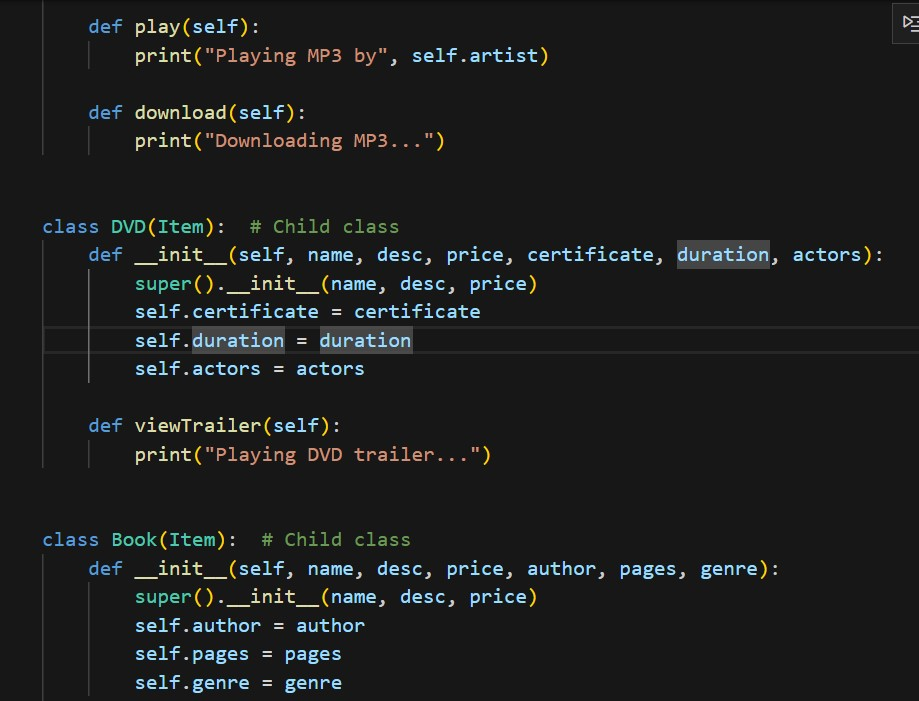 def play(self):
print("Playing MP3 by", self.artist)
def download(self):
print("Downloading MP3...")
class DVD(Item):  # Child class
def __init__(self, name, desc, price, certificate, duration, actors):
super().__init__(name, desc, price)
self.certificate = certificate
self.duration = duration
self.actors = actors
def viewTrailer(self):
print("Playing DVD trailer...")
class Book(Item):  # Child class
def __init__(self, name, desc, price, author, pages, genre):
super().__init__(name, desc, price)
self.author = author
self.pages = pages
self.genre = genre